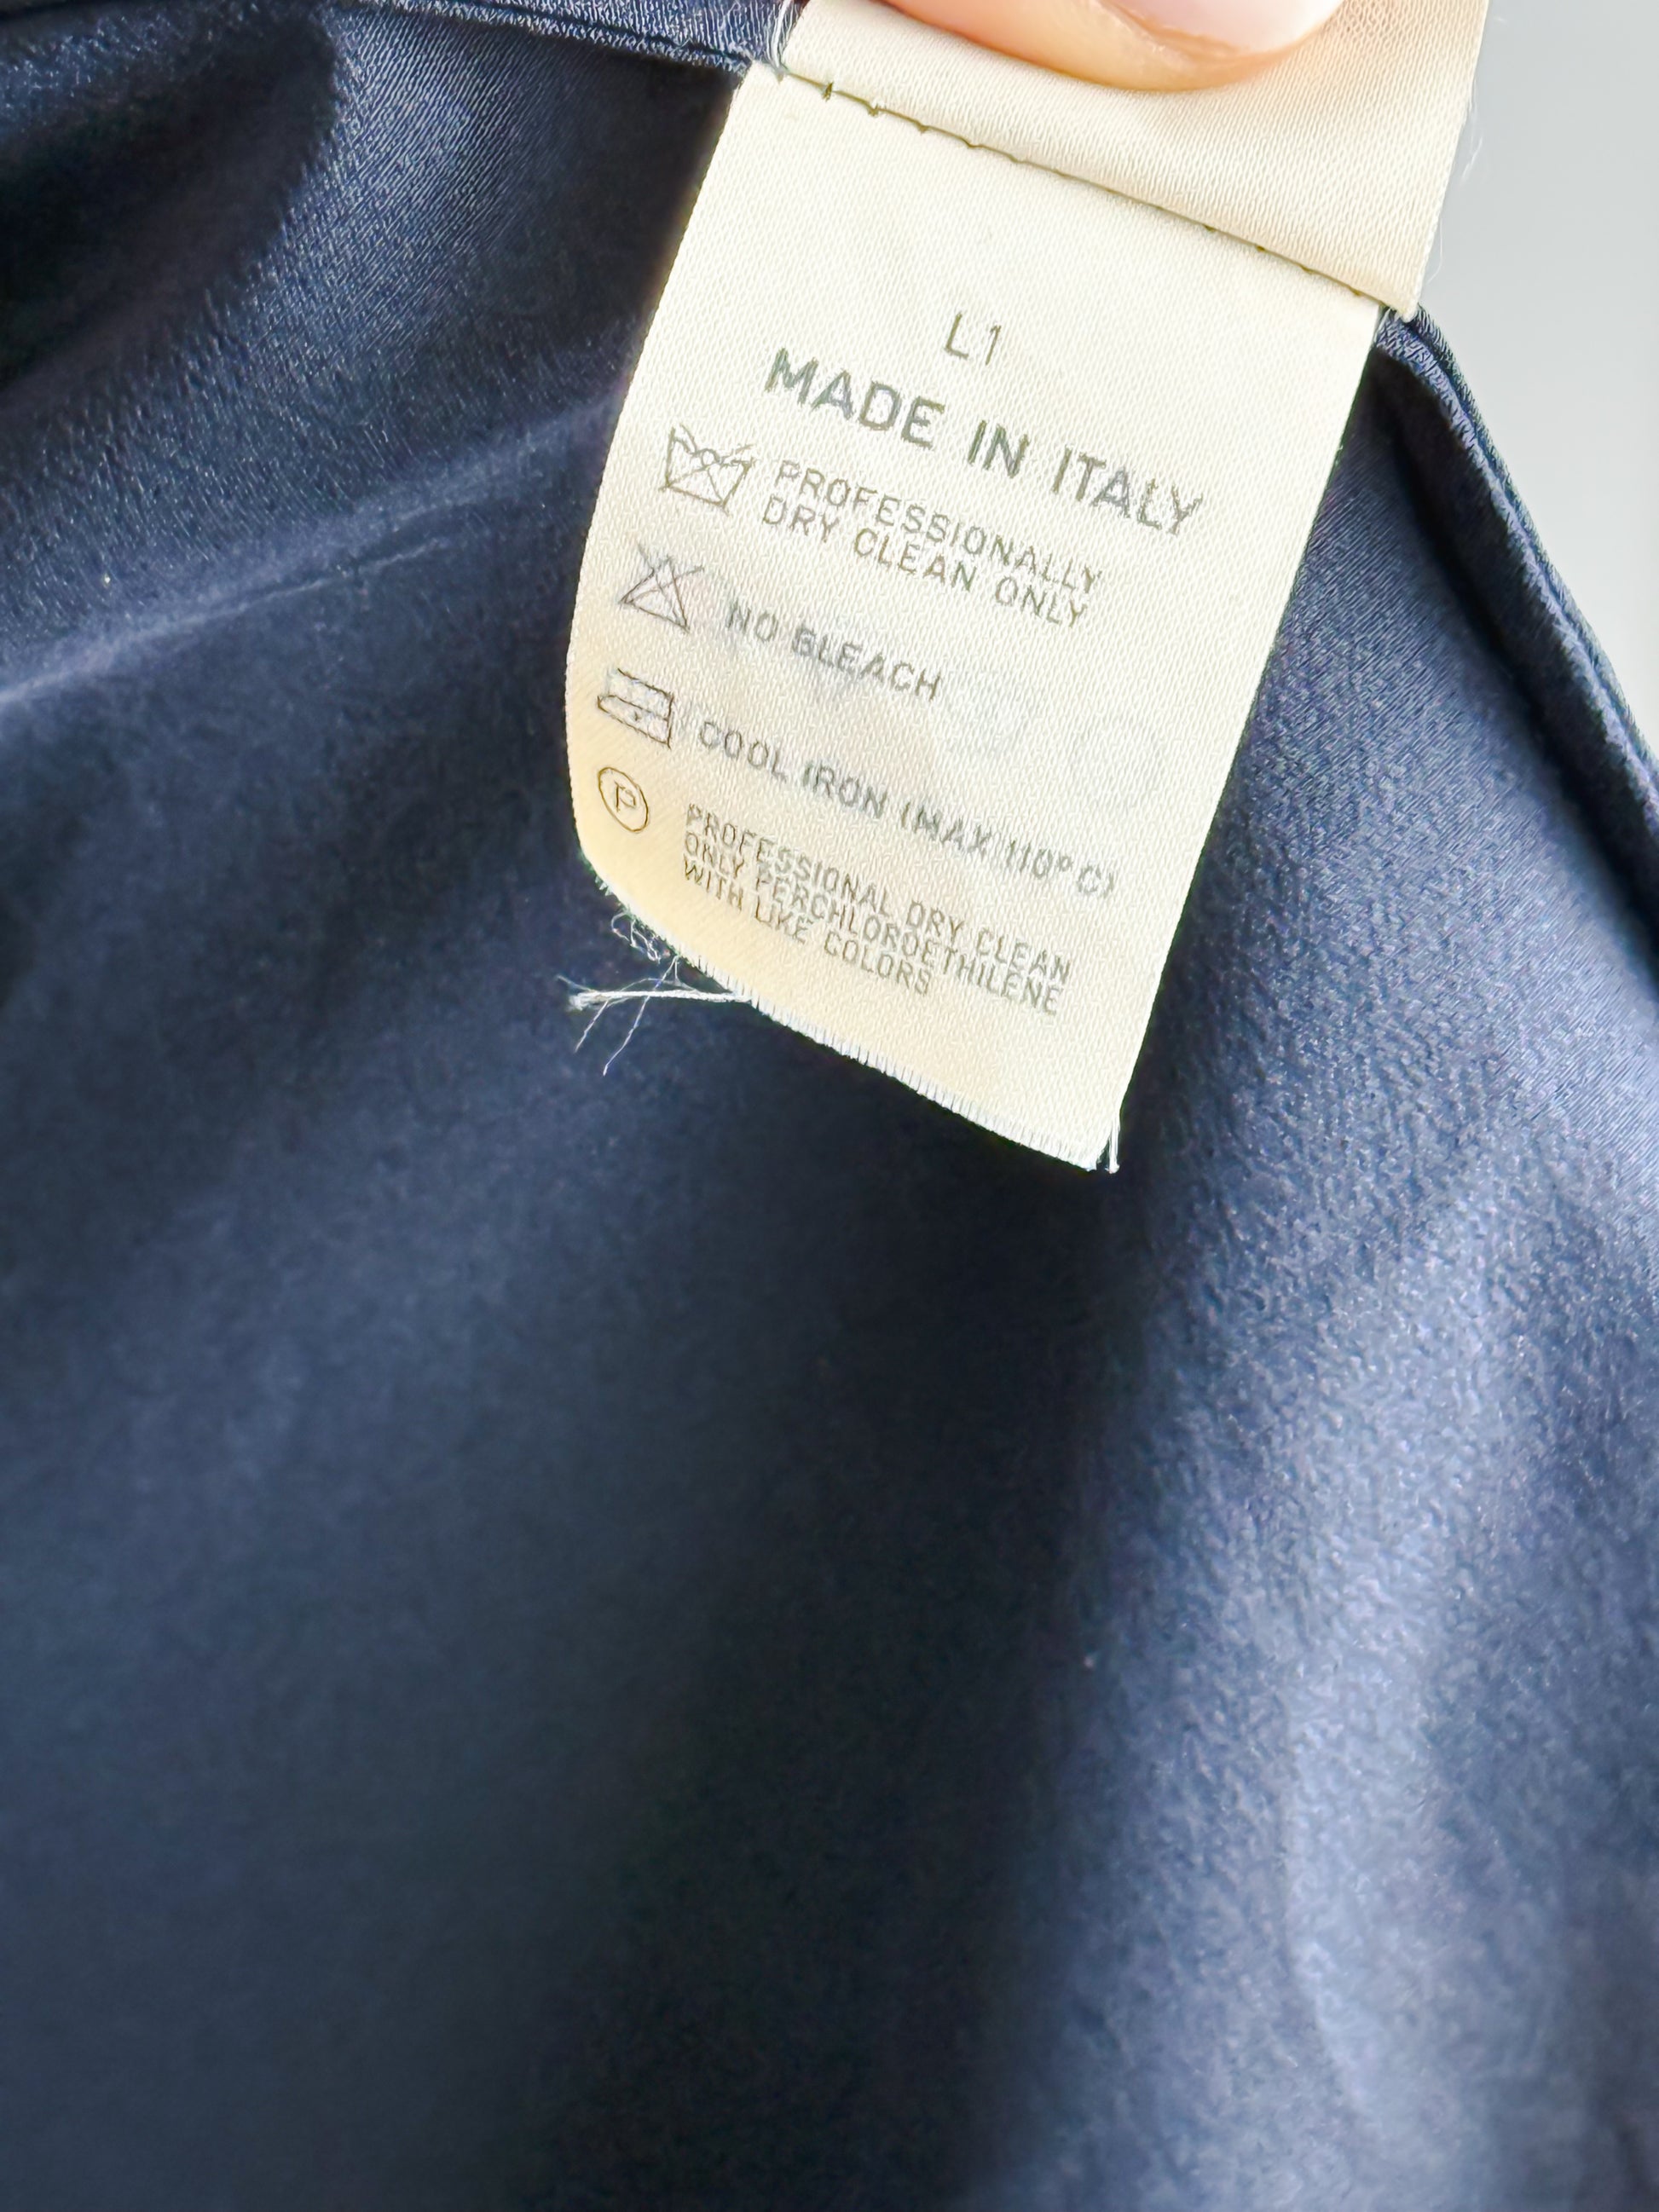 L1
MADE IN ITALY
PROFESSIONALLY
DRY CLEAN ONLY
NO BLEACH
COOL IRON (MAX 110° C)
P
PROFESSIONAL DRY CLEAN
ONLY PERCHLOROETHILENE
WITH LIKE COLORS